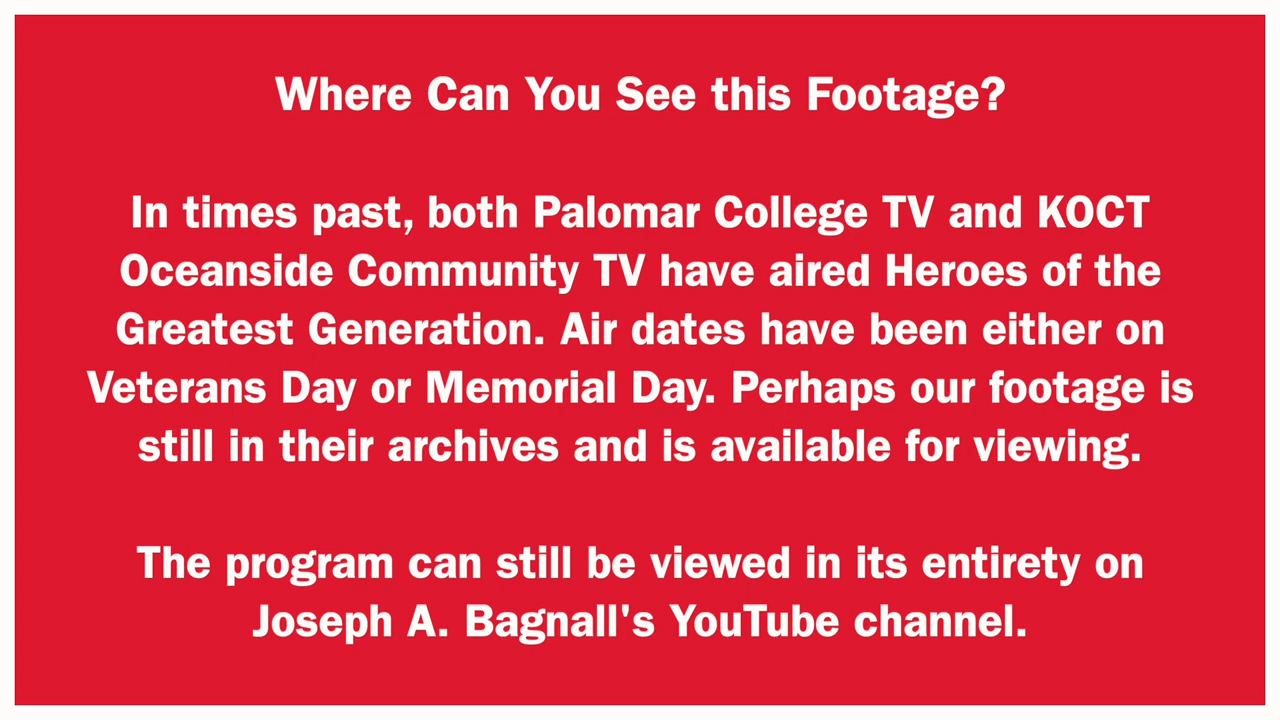 Where Can You See this Footage?
In times past, both Palomar College TV and KOCT
Oceanside Community TV have aired Heroes of the
Greatest Generation. Air dates have been either on
Veterans Day or Memorial Day. Perhaps our footage is
still in their archives and is available for viewing.
The program can still be viewed in its entirety on
Joseph A. Bagnall's YouTube channel.